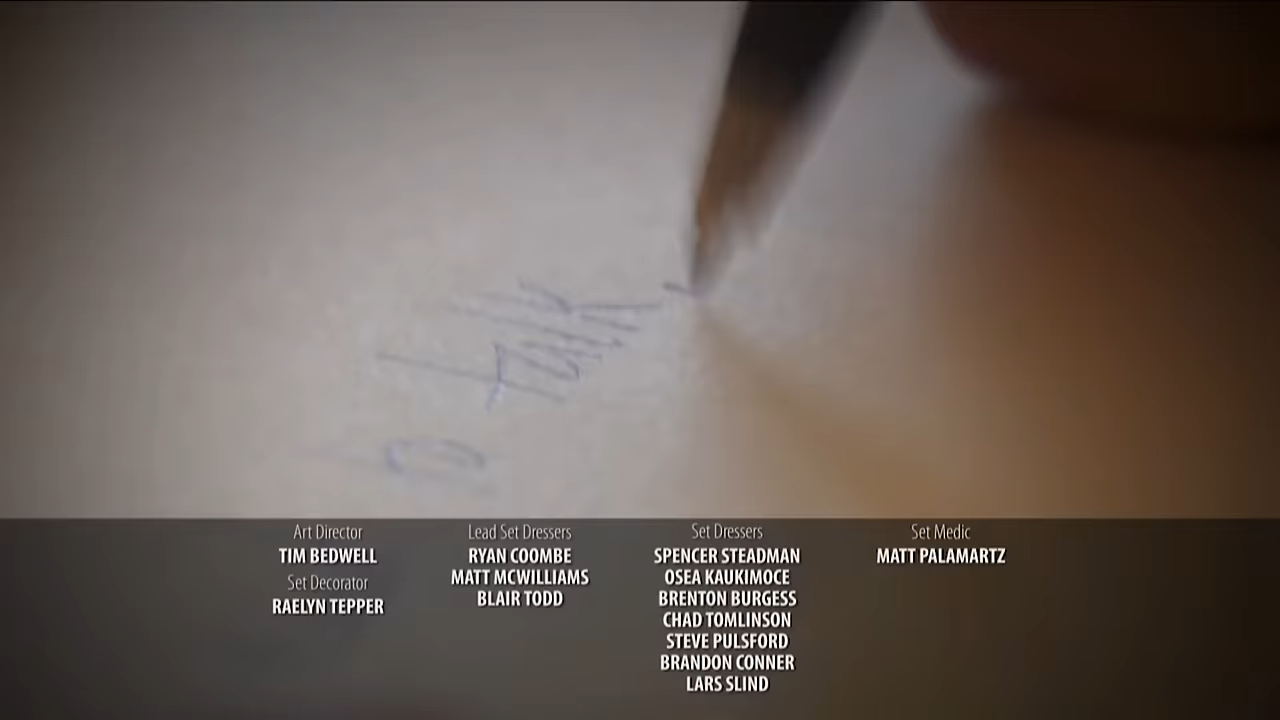 Art Director
TIM BEDWELL
Set Decorator
RAELYN TEPPER
Lead Set Dressers
RYAN COOMBE
MATT MCWILLIAMS
BLAIR TODD
Set Dressers
SPENCER STEADMAN
OSEA KAUKIMOCE
BRENTON BURGESS
CHAD TOMLINSON
STEVE PULSFORD
BRANDON CONNER
LARS SLIND
Set Medic
MATT PALAMARTZ